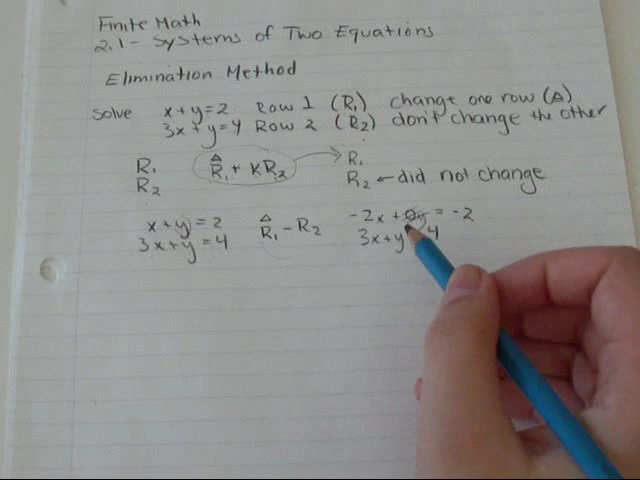 Finite Math
2.1 - Systems of Two Equations
Elimination Method
Solve x+y=2 Row 1 (R₁) change one row (△)
3x+y=4 Row 2 (R₂) don't change the other
R₁ △R₁ + KR₂ → R₁
R₂ R₂ ← did not change
x+y=2 △R₁ - R₂ -2x+0y=-2
3x+y=4 3x+y 4